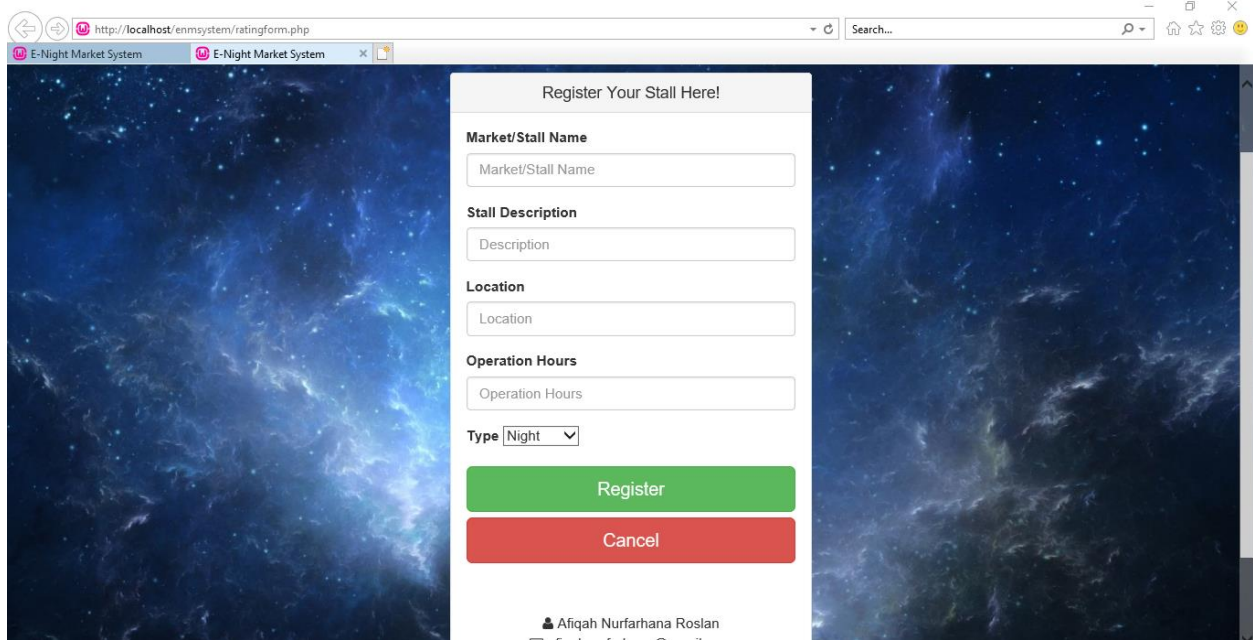 http://localhost/enmsystem/ratingform.php
Search...
E-Night Market System
E-Night Market System
Register Your Stall Here!
Market/Stall Name
Market/Stall Name
Stall Description
Description
Location
Location
Operation Hours
Operation Hours
Type Night
Register
Cancel
Afiqah Nurfarhana Roslan